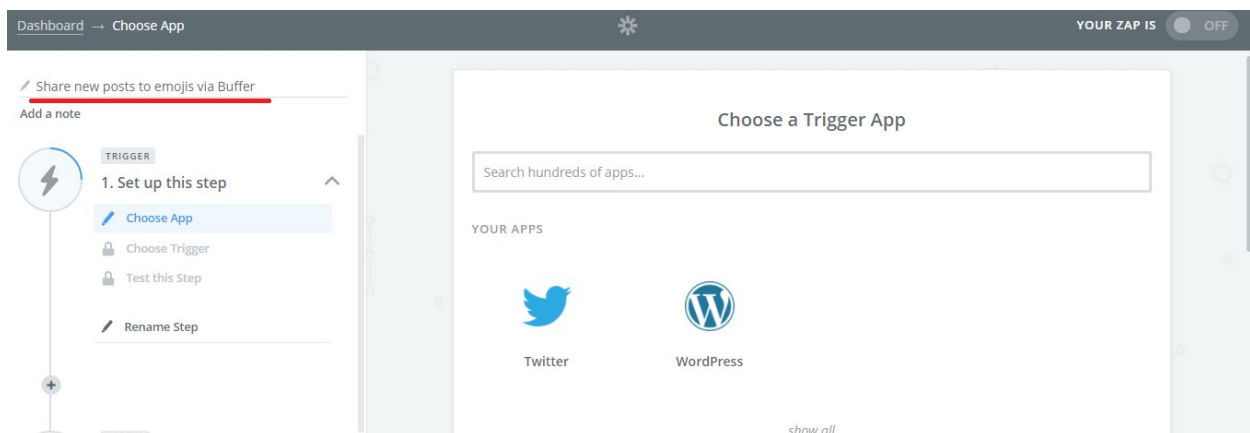 Dashboard → Choose App
YOUR ZAP IS OFF
Share new posts to emojis via Buffer
Add a note
TRIGGER
1. Set up this step
Choose App
Choose Trigger
Test this Step
Rename Step
Choose a Trigger App
Search hundreds of apps...
YOUR APPS
Twitter
WordPress
show all